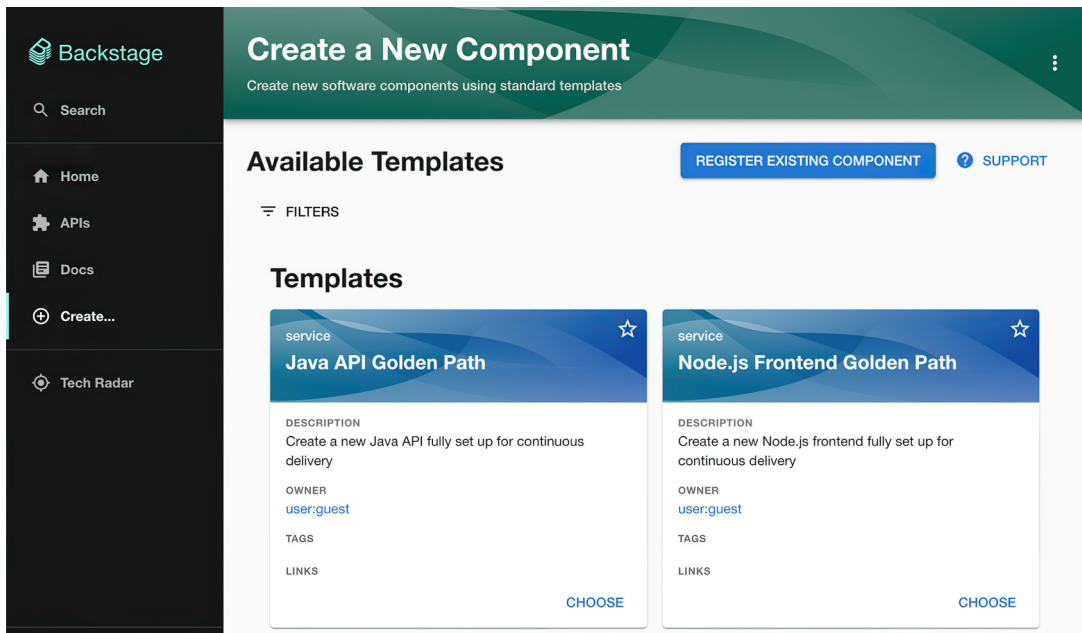 Backstage
Search
Home
APIs
Docs
Create...
Tech Radar
Create a New Component
Create new software components using standard templates
Available Templates
REGISTER EXISTING COMPONENT
SUPPORT
FILTERS
Templates
service
Java API Golden Path
DESCRIPTION
Create a new Java API fully set up for continuous
delivery
OWNER
user:guest
TAGS
LINKS
CHOOSE
service
Node.js Frontend Golden Path
DESCRIPTION
Create a new Node.js frontend fully set up for
continuous delivery
OWNER
user:guest
TAGS
LINKS
CHOOSE